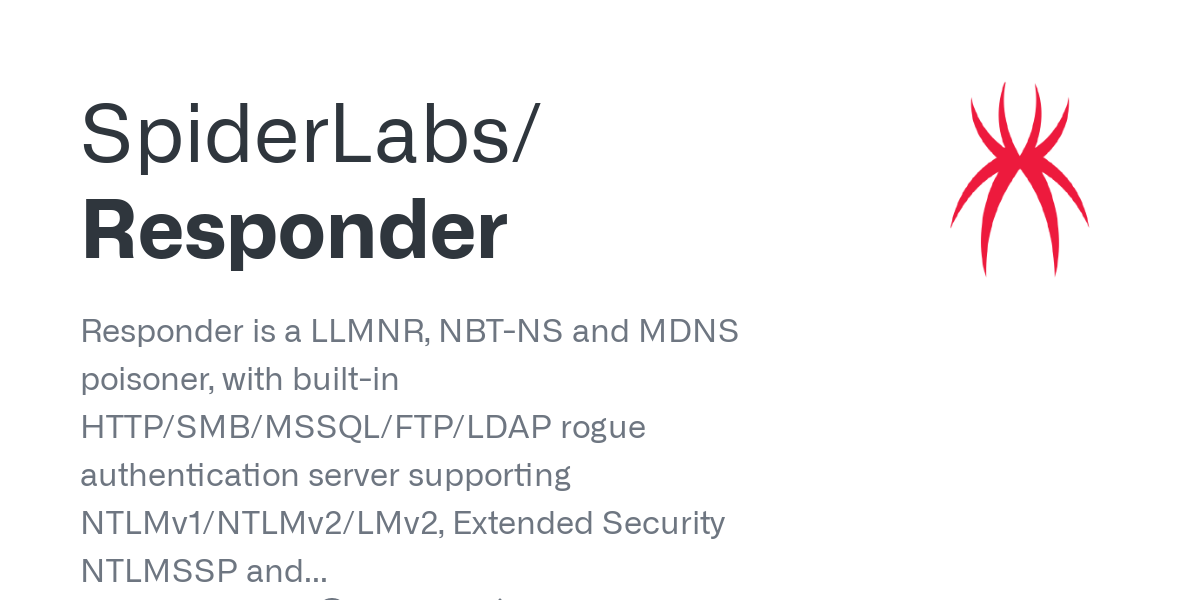 SpiderLabs/
Responder
Responder is a LLMNR, NBT-NS and MDNS
poisoner, with built-in
HTTP/SMB/MSSQL/FTP/LDAP rogue
authentication server supporting
NTLMv1/NTLMv2/LMv2, Extended Security
NTLMSSP and...